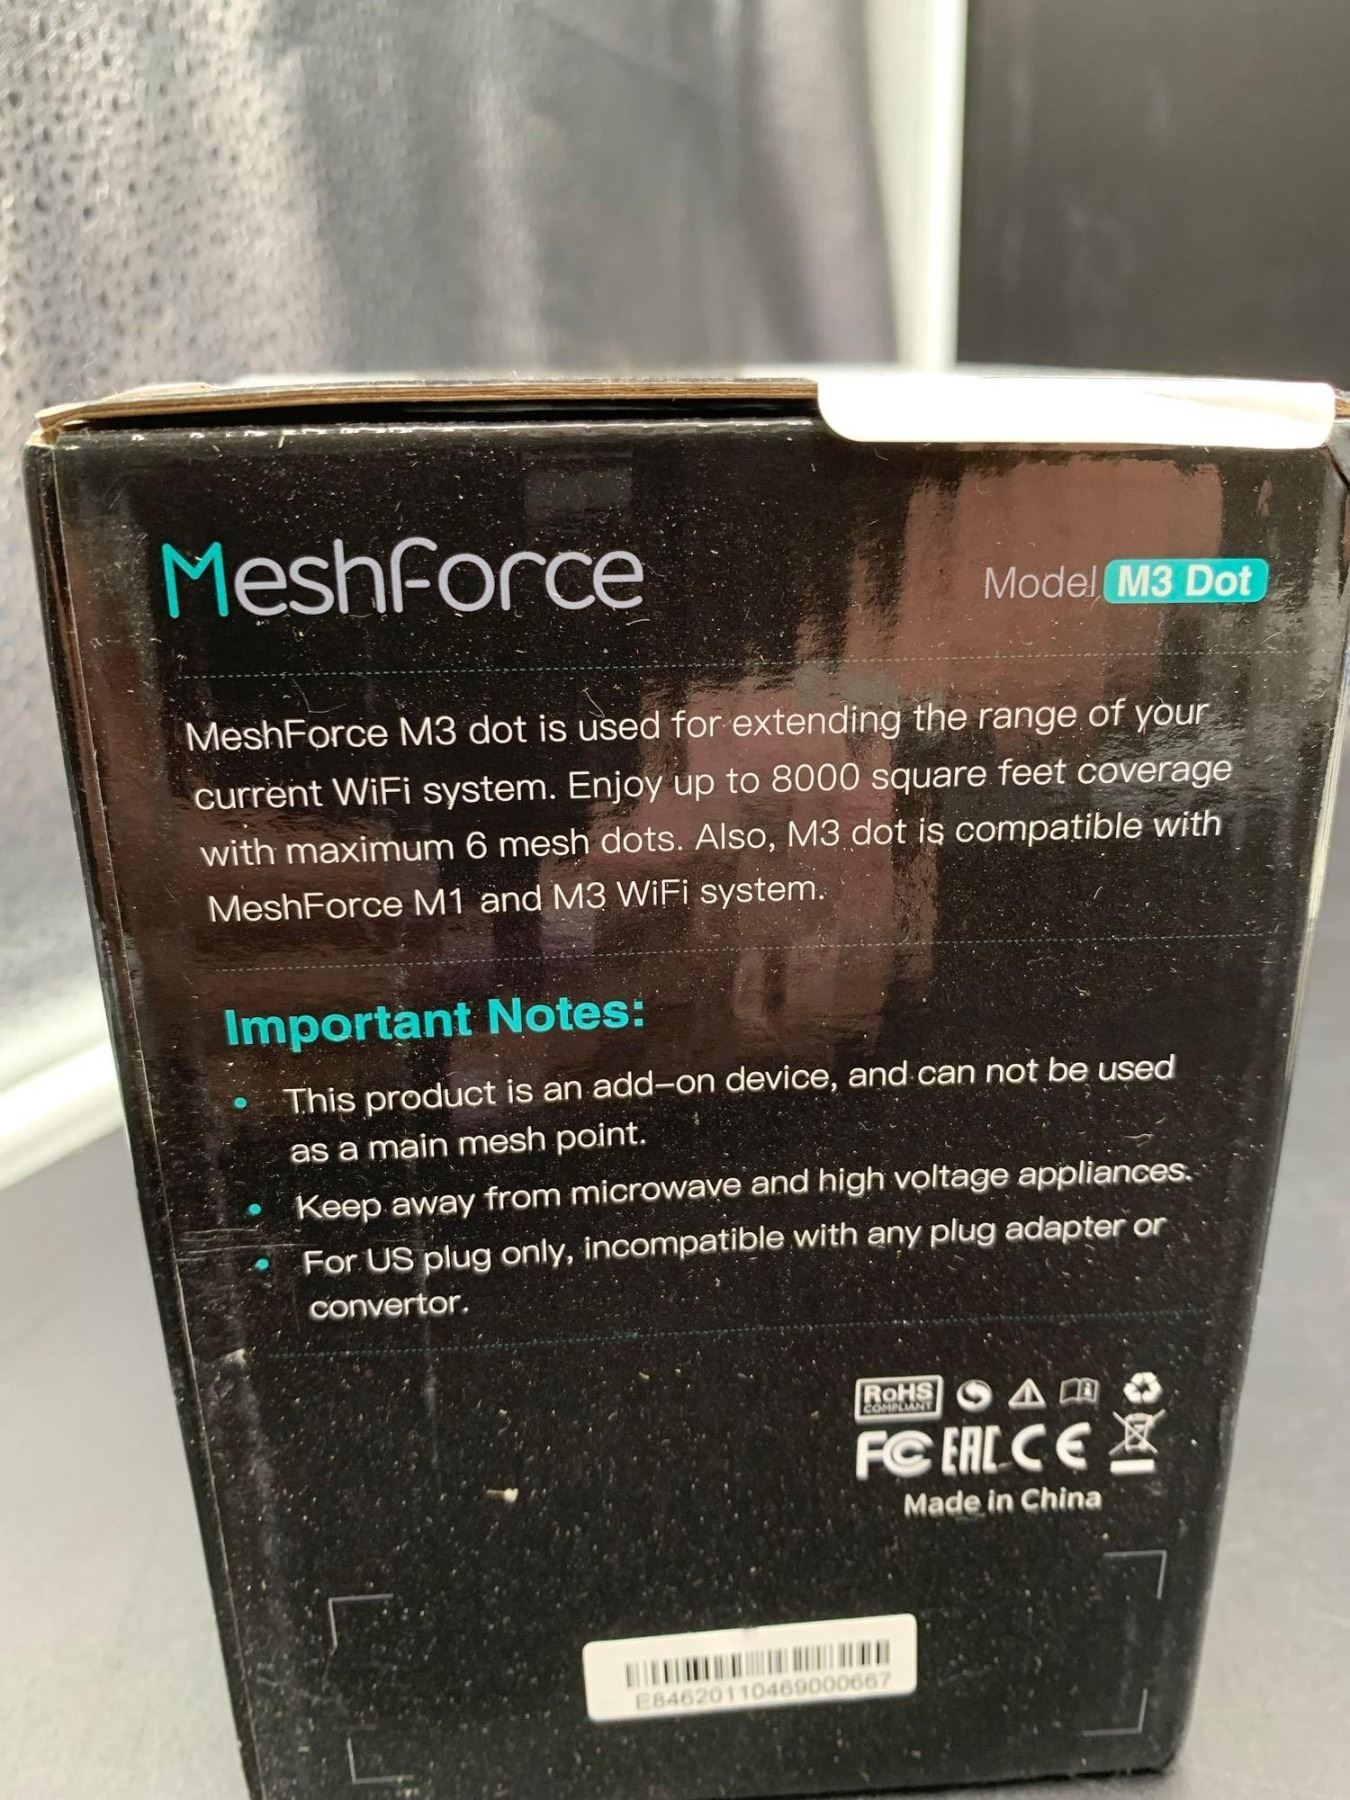 MeshForce
Model M3 Dot
MeshForce M3 dot is used for extending the range of your
current WiFi system. Enjoy up to 8000 square feet coverage
with maximum 6 mesh dots. Also, M3 dot is compatible with
MeshForce M1 and M3 WiFi system.
Important Notes:
• This product is an add-on device, and can not be used
as a main mesh point.
• Keep away from microwave and high voltage appliances.
• For US plug only, incompatible with any plug adapter or
convertor.
RoHS
COMPLIANT
FC EAC CE
Made in China
E84620110469000667